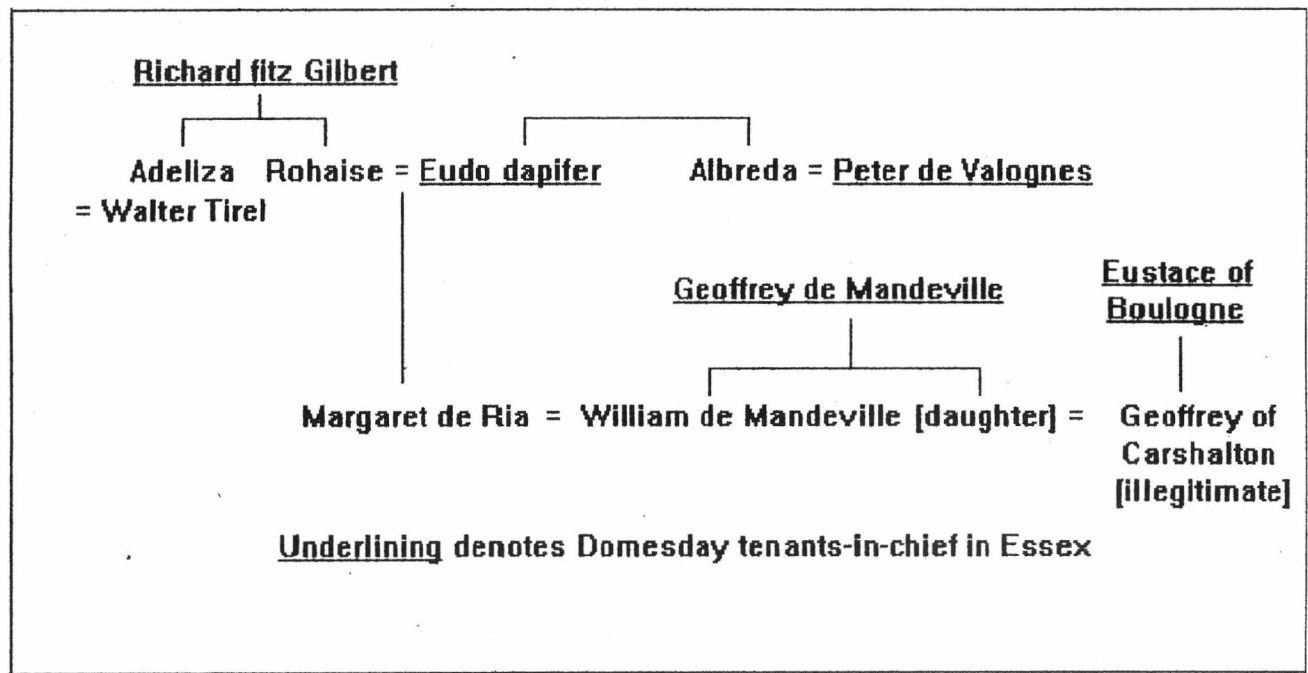 Richard fitz Gilbert
Adeliza Rohaise = Eudo dapifer Albreda = Peter de Valognes
= Walter Tirel
Geoffrey de Mandeville
Eustace of
Boulogne
Margaret de Ria = William de Mandeville [daughter] = Geoffrey of
Carshalton
[illegitimate]
Underlining denotes Domesday tenants-in-chief in Essex